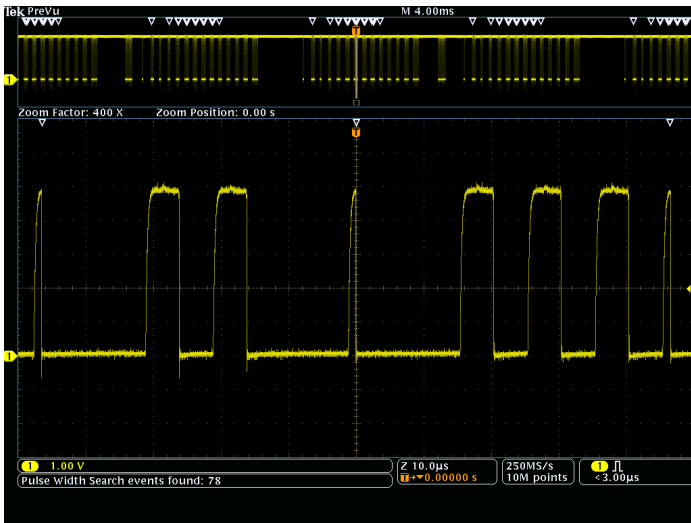 Tek PreVu M 4.00ms
T
1
Zoom Factor: 400 X Zoom Position: 0.00 s
T
1
1 1.00 V Z 10.0µs 250MS/s 1
T→▼0.00000 s 10M points <3.00µs
Pulse Width Search events found: 78